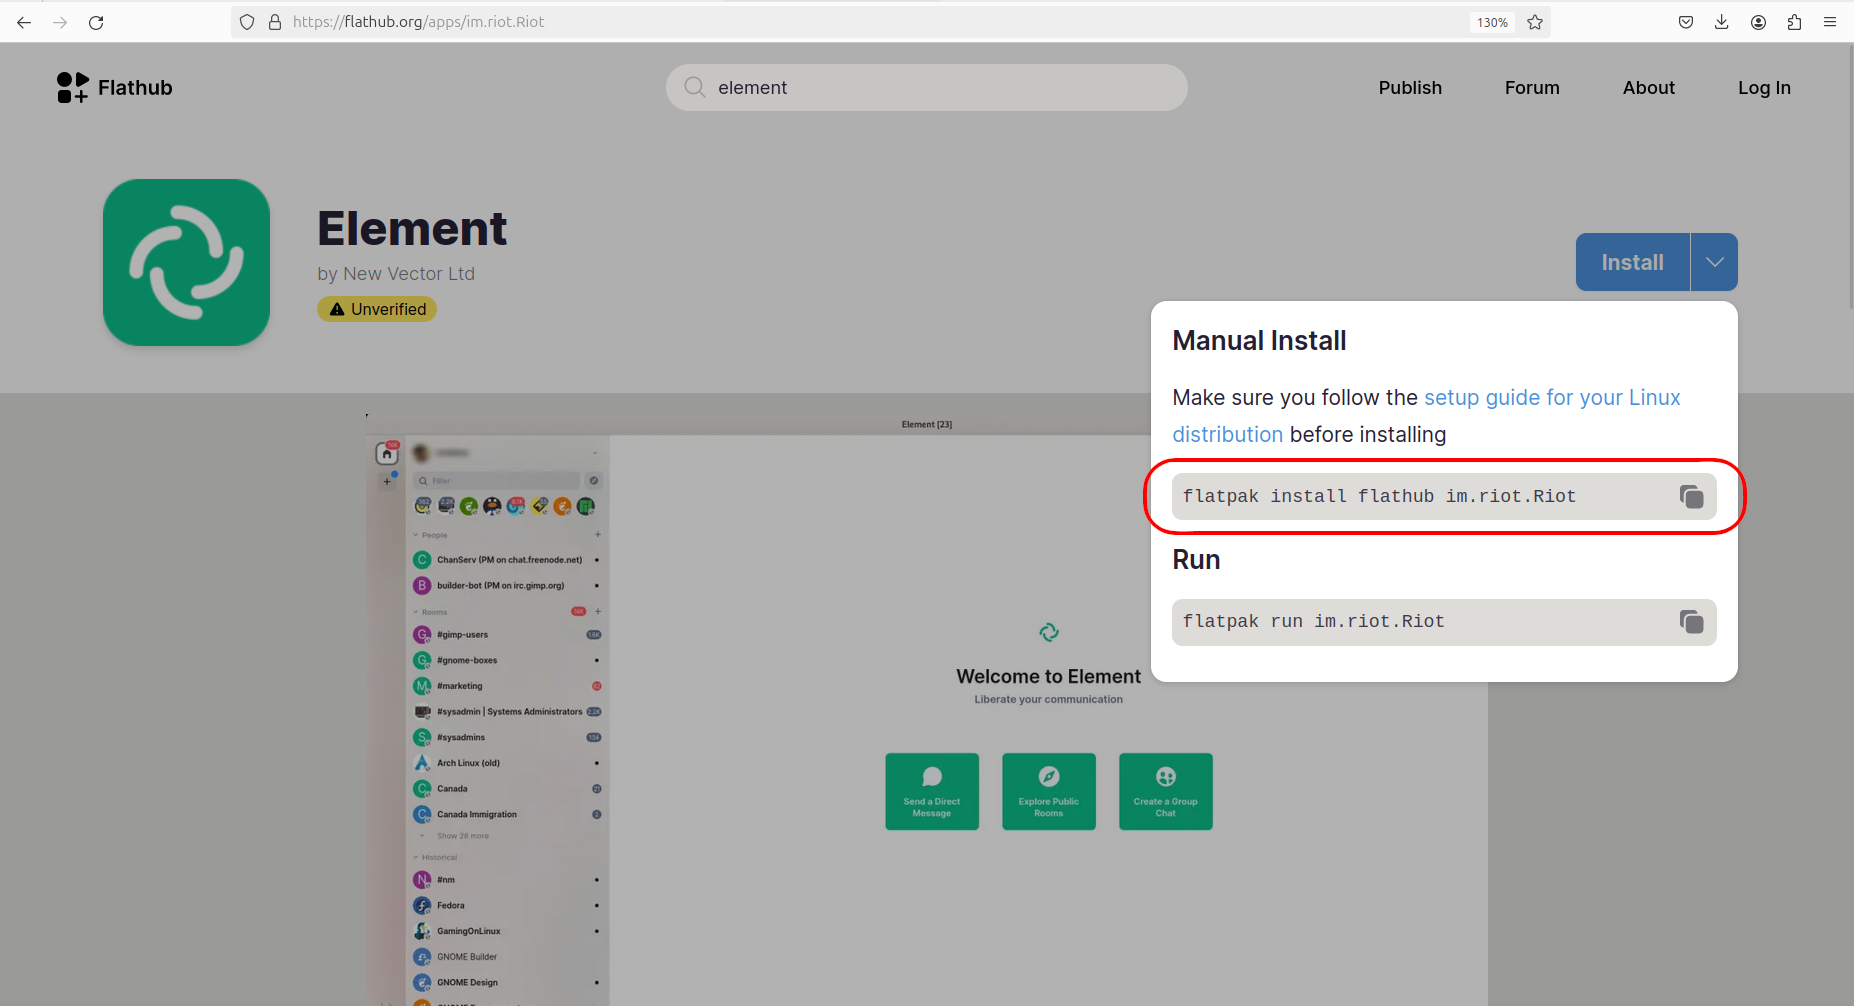 https://flathub.org/apps/im.riot.Riot
130%
Flathub
element
Publish
Forum
About
Log In
Element
by New Vector Ltd
Unverified
Install
Manual Install
Make sure you follow the setup guide for your Linux
distribution before installing
flatpak install flathub im.riot.Riot
Run
flatpak run im.riot.Riot
Element [23]
Filter
People
ChanServ (PM on chat.freenode.net)
builder-bot (PM on irc.gimp.org)
Rooms
#gimp-users
1.6K
#gnome-boxes
#marketing
#sysadmin | Systems Administrators
#sysadmins
134
Arch Linux (old)
Canada
21
Canada Immigration
Show 28 more
Historical
#nm
Fedora
GamingOnLinux
GNOME Builder
GNOME Design
Welcome to Element
Liberate your communication
Send a Direct
Message
Explore Public
Rooms
Create a Group
Chat